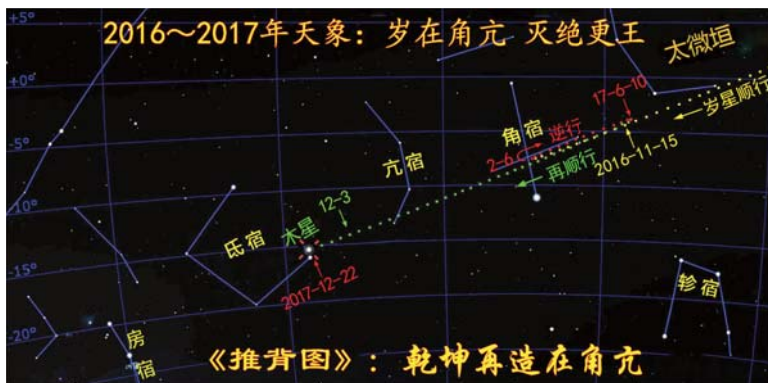 2016～2017年天象：岁在角亢 灭绝更王
太微垣
+5°
+0°
17-6-10
岁星顺行
角宿
逆行
-5°
2-6
2016-11-15
亢宿
再顺行
-10°
12-3
木星
氐宿
-15°
2017-12-22
轸宿
-20°
房宿
《推背图》：乾坤再造在角亢